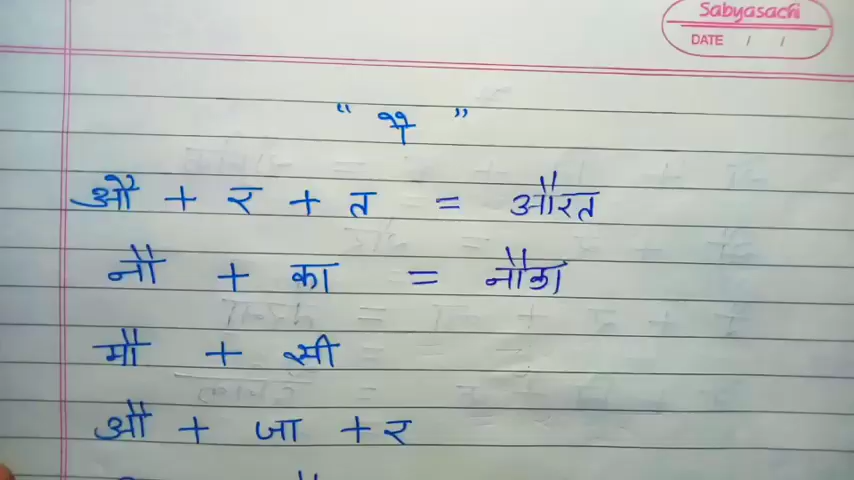 Sabyasachi
DATE / /
" ौ "
औ + र + त = औरत
नौ + का = नौका
मौ + सी
औ + जा + र